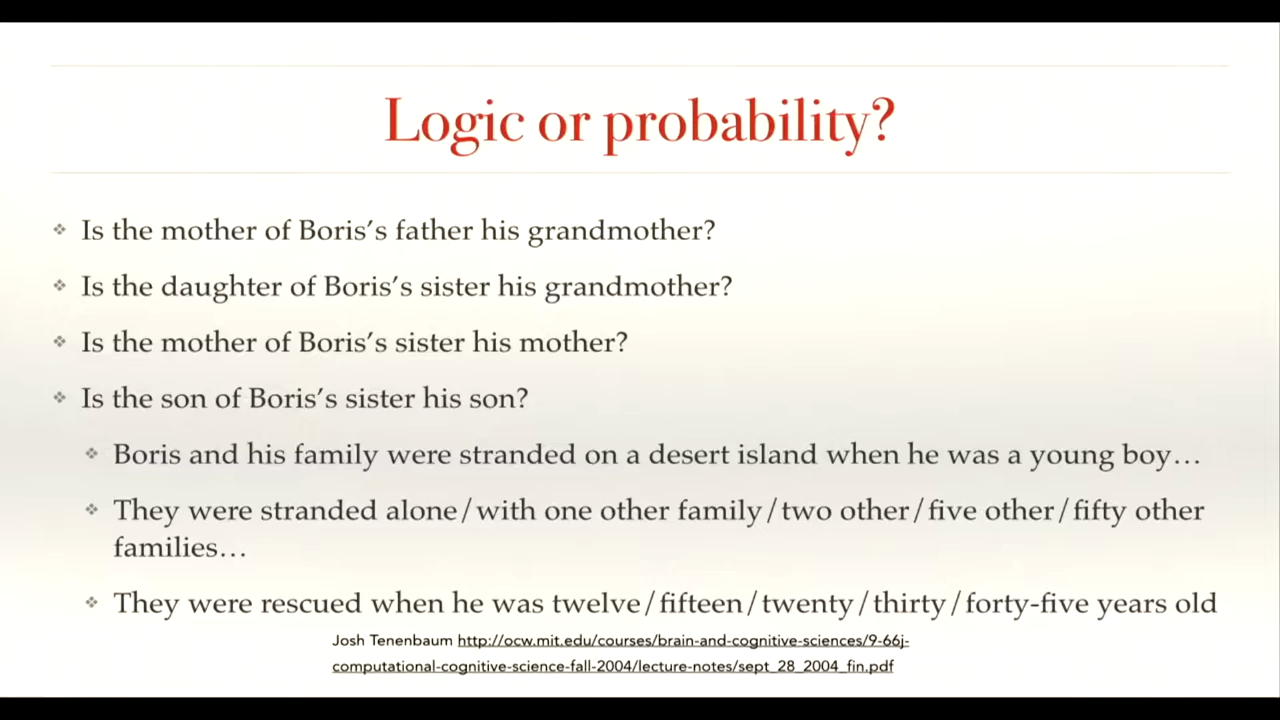 Logic or probability?
❖ Is the mother of Boris’s father his grandmother?
❖ Is the daughter of Boris’s sister his grandmother?
❖ Is the mother of Boris’s sister his mother?
❖ Is the son of Boris’s sister his son?
❖ Boris and his family were stranded on a desert island when he was a young boy…
❖ They were stranded alone/with one other family/two other/five other/fifty other
families…
❖ They were rescued when he was twelve/fifteen/twenty/thirty/forty-five years old
Josh Tenenbaum http://ocw.mit.edu/courses/brain-and-cognitive-sciences/9-66j-
computational-cognitive-science-fall-2004/lecture-notes/sept_28_2004_fin.pdf